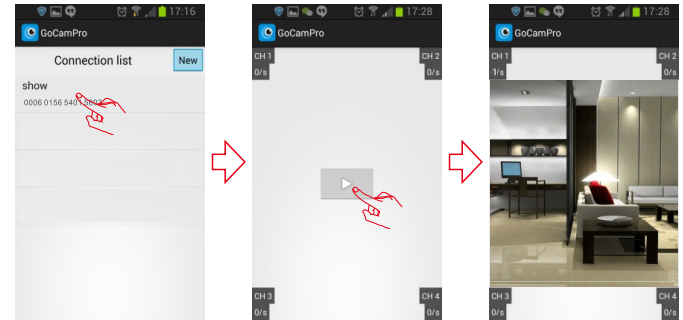 17:16
GoCamPro
Connection list
New
show
0006 0156 5401 5602
17:28
GoCamPro
CH 1
CH 2
0/s
0/s
CH 3
CH 4
0/s
0/s
17:28
GoCamPro
CH 1
CH 2
1/s
0/s
CH 3
CH 4
0/s
0/s